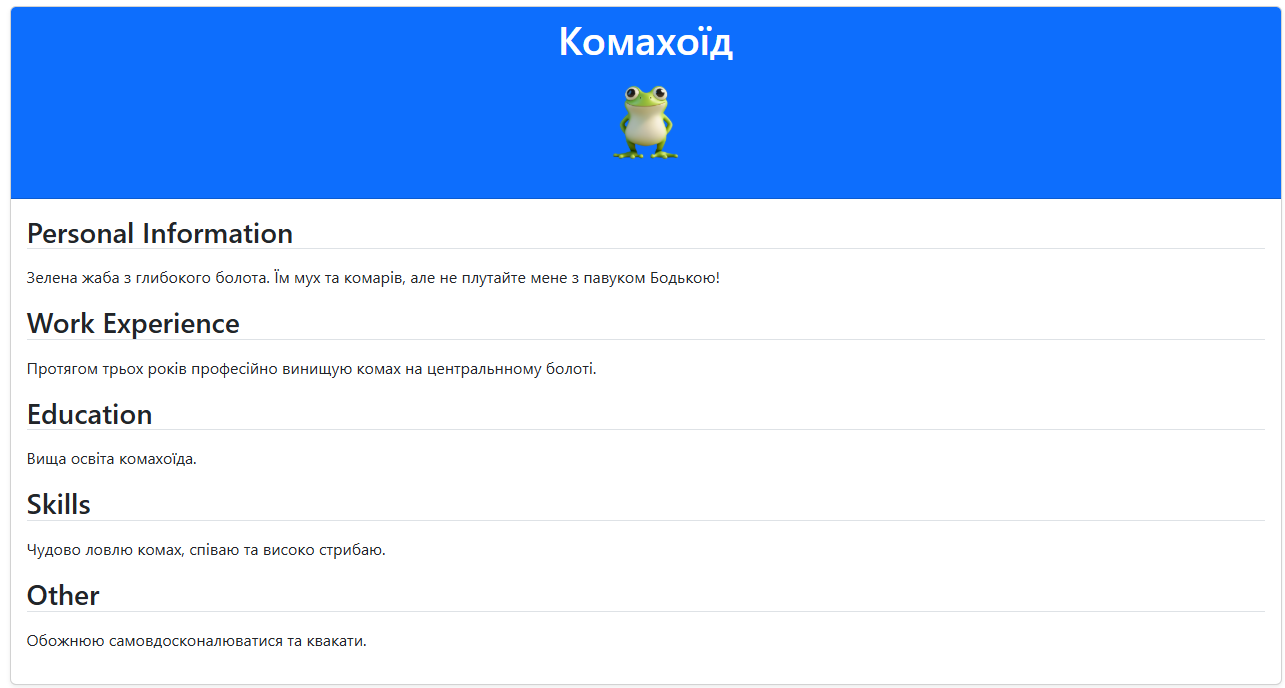 Комахоїд
Personal Information
Зелена жаба з глибокого болота. Їм мух та комарів, але не плутайте мене з павуком Бодькою!
Work Experience
Протягом трьох років професійно винищую комах на центральнному болоті.
Education
Вища освіта комахоїда.
Skills
Чудово ловлю комах, співаю та високо стрибаю.
Other
Обожнюю самовдосконалюватися та квакати.